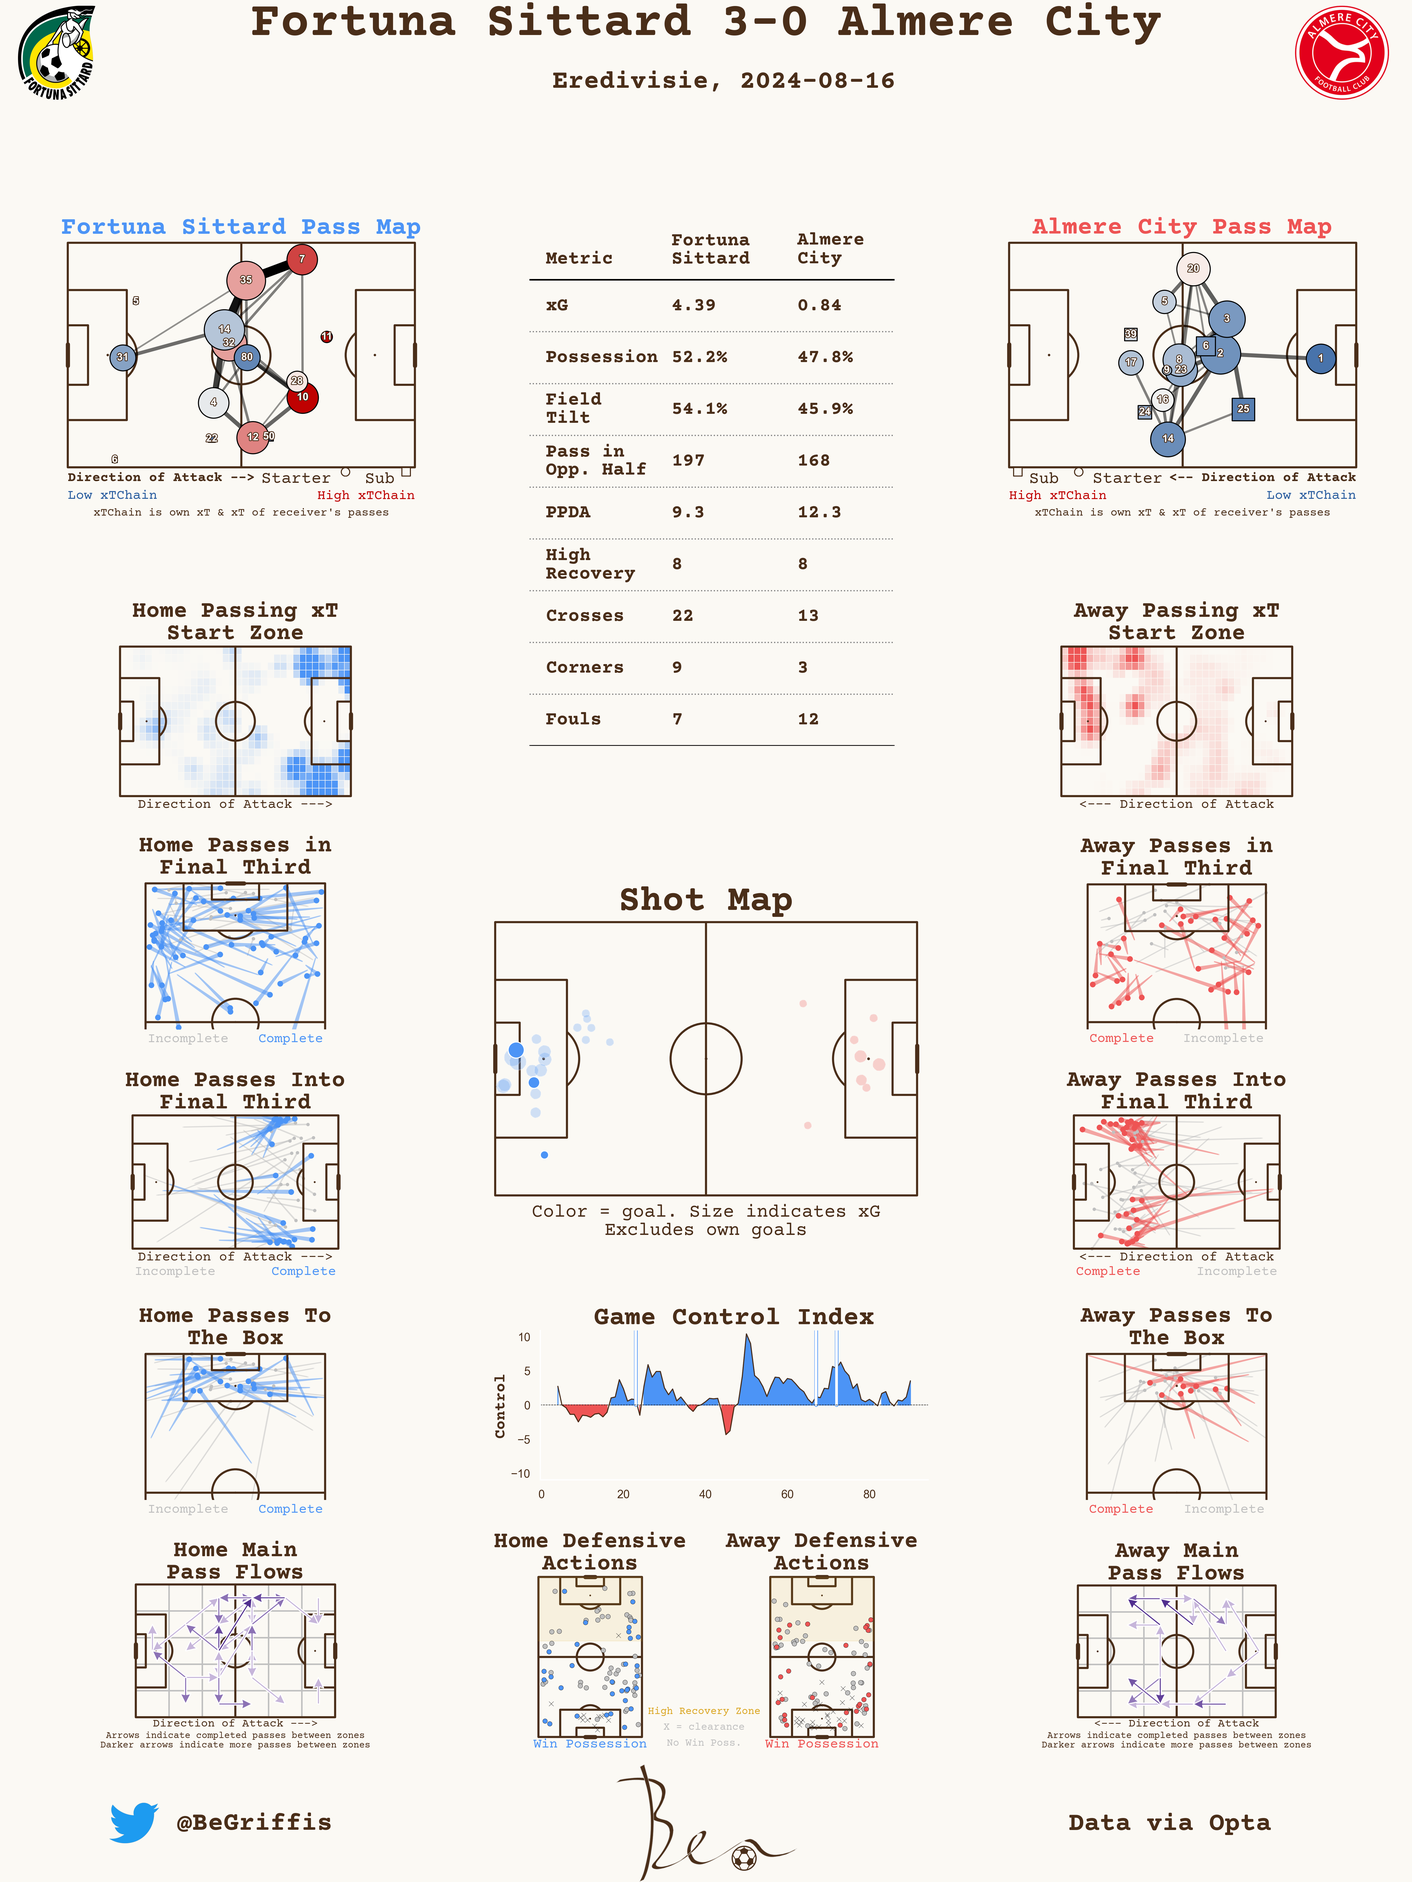 Fortuna Sittard 3-0 Almere City
Eredivisie, 2024-08-16
FORTUNA SITTARD
ALMERE CITY
FOOTBALL CLUB
Fortuna Sittard Pass Map
5
7
35
14
32
31
80
11
28
10
4
22
12
50
6
Direction of Attack --> Starter Sub
Low xTChain High xTChain
xTChain is own xT & xT of receiver's passes
Metric Fortuna Sittard Almere City
xG 4.39 0.84
Possession 52.2% 47.8%
Field Tilt 54.1% 45.9%
Pass in Opp. Half 197 168
PPDA 9.3 12.3
High Recovery 8 8
Crosses 22 13
Corners 9 3
Fouls 7 12
Almere City Pass Map
20
5
3
39
6
2
17
8
9
23
1
16
24
25
14
Sub Starter <-- Direction of Attack
High xTChain Low xTChain
xTChain is own xT & xT of receiver's passes
Home Passing xT
Start Zone
Direction of Attack --->
Away Passing xT
Start Zone
<--- Direction of Attack
Home Passes in
Final Third
Incomplete Complete
Away Passes in
Final Third
Complete Incomplete
Shot Map
Color = goal. Size indicates xG
Excludes own goals
Home Passes Into
Final Third
Direction of Attack --->
Incomplete Complete
Away Passes Into
Final Third
<--- Direction of Attack
Complete Incomplete
Home Passes To
The Box
Incomplete Complete
Game Control Index
Control
10
5
0
−5
−10
0 20 40 60 80
Away Passes To
The Box
Complete Incomplete
Home Main
Pass Flows
Direction of Attack --->
Arrows indicate completed passes between zones
Darker arrows indicate more passes between zones
Home Defensive
Actions
Win Possession
High Recovery Zone
X = clearance
No Win Poss.
Away Defensive
Actions
Win Possession
Away Main
Pass Flows
<--- Direction of Attack
Arrows indicate completed passes between zones
Darker arrows indicate more passes between zones
@BeGriffis
Ben
Data via Opta